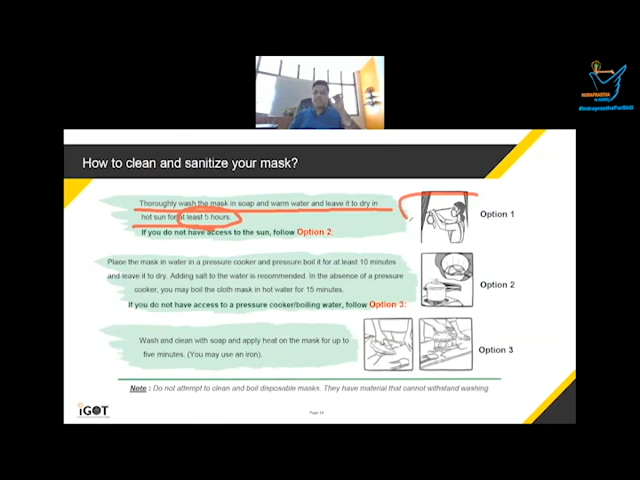 INDRAPRASTHA
#IndraprasthaForSkill
How to clean and sanitize your mask?
Thoroughly wash the mask in soap and warm water and leave it to dry in
hot sun for at least 5 hours.
If you do not have access to the sun, follow Option 2:
Option 1
Place the mask in water in a pressure cooker and pressure boil it for at least 10 minutes
and leave it to dry. Adding salt to the water is recommended. In the absence of a pressure
cooker, you may boil the cloth mask in hot water for 15 minutes.
If you do not have access to a pressure cooker/boiling water, follow Option 3:
Option 2
Wash and clean with soap and apply heat on the mask for up to
five minutes. (You may use an iron).
Option 3
Note : Do not attempt to clean and boil disposable masks. They have material that cannot withstand washing.
iGOT